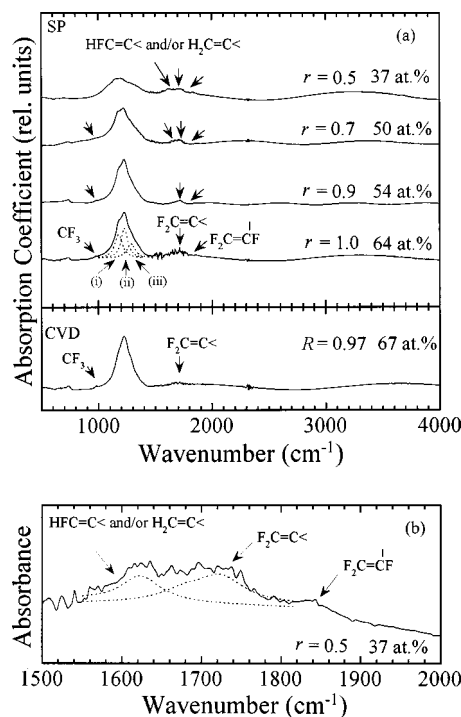 SP
(a)
HFC=C< and/or H₂C=C<
r = 0.5 37 at.%
r = 0.7 50 at.%
r = 0.9 54 at.%
CF₃
F₂C=C<
F₂C=CF
r = 1.0 64 at.%
(i) (ii) (iii)
CVD
CF₃
F₂C=C<
R = 0.97 67 at.%
Absorption Coefficient (rel. units)
1000 2000 3000 4000
Wavenumber (cm⁻¹)
HFC=C< and/or H₂C=C<
(b)
F₂C=C<
F₂C=CF
r = 0.5 37 at.%
Absorbance
1500 1600 1700 1800 1900 2000
Wavenumber (cm⁻¹)